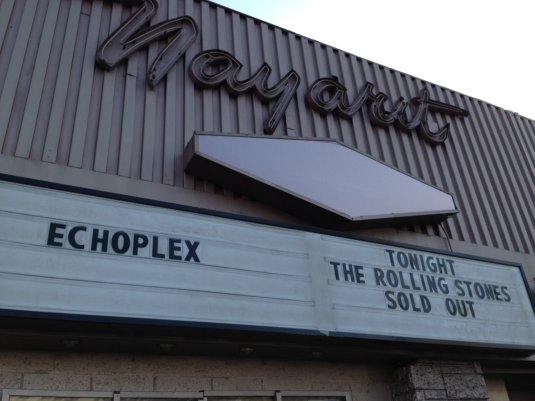 Nayarit
ECHOPLEX
TONIGHT
THE ROLLING STONES
SOLD OUT